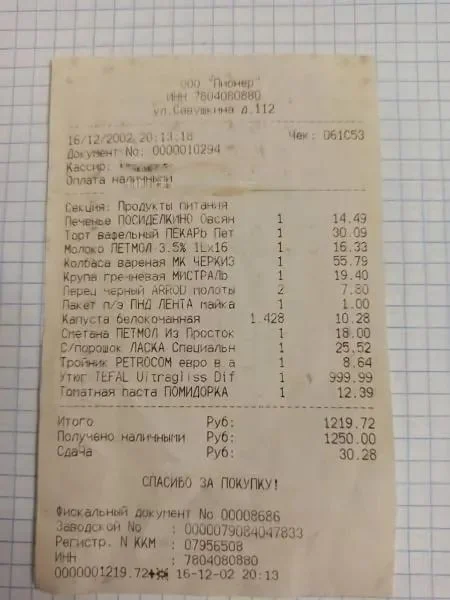 ООО "Пионер"
ИНН 7804080880
ул.Савушкина д.112
16/12/2002 20:13:18 Чек: 061C53
Документ No: 0000010294
Кассир:
Оплата наличными
Секция: Продукты питания
Печенье ПОСИДЕЛКИНО Овсян 1 14.49
Торт вафельный ПЕКАРЬ Пет 1 30.09
Молоко ПЕТМОЛ 3.5% 1Lx16 1 16.33
Колбаса вареная МК ЧЕРКИЗ 1 55.79
Крупа гречневая МИСТРАЛЬ 1 19.40
Перец черный ARROD молоты 2 7.80
Пакет п/э ПНД ЛЕНТА майка 1 1.00
Капуста белокочанная 1.428 10.28
Сметана ПЕТМОЛ Из Просток 1 18.00
С/порошок ЛАСКА Специальн 1 25.52
Тройник PETROCOM евро в.а 1 8.64
Утюг TEFAL Ultragliss Dif 1 999.99
Томатная паста ПОМИДОРКА 1 12.39
Итого Руб: 1219.72
Получено наличными Руб: 1250.00
Сдача Руб: 30.28
СПАСИБО ЗА ПОКУПКУ!
Фискальный документ No 00008686
Заводской No : 0000079084047833
Регистр. N ККМ : 07956508
ИНН : 7804080880
0000001219.72 16-12-02 20:13